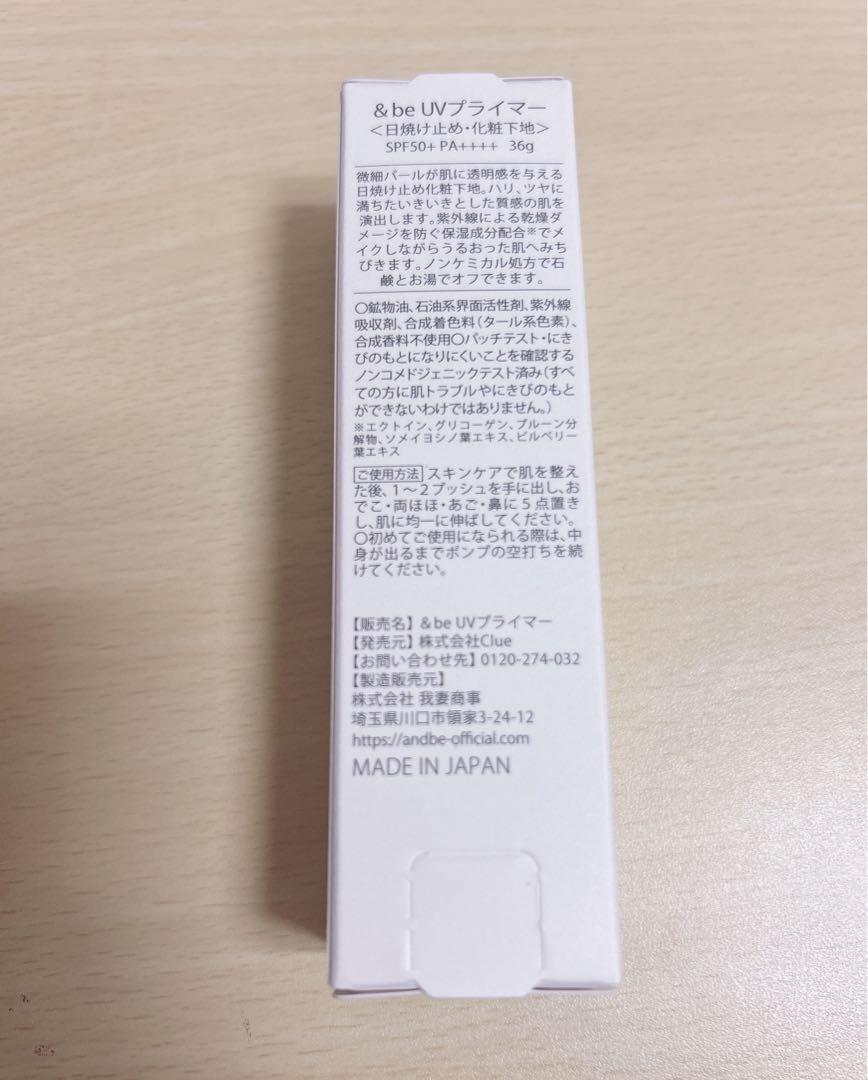 &be UVプライマー
＜日焼け止め・化粧下地＞
SPF50+ PA++++ 36g
微細パールが肌に透明感を与える
日焼け止め化粧下地。ハリ、ツヤに
満ちたいきいきとした質感の肌を
演出します。紫外線による乾燥ダ
メージを防ぐ保湿成分配合※でメ
イクしながらうるおった肌へみち
びきます。ノンケミカル処方で石
鹸とお湯でオフできます。
○鉱物油、石油系界面活性剤、紫外線
吸収剤、合成着色料（タール系色素）、
合成香料不使用○パッチテスト・にき
びのもとになりにくいことを確認する
ノンコメドジェニックテスト済み（すべ
ての方に肌トラブルやにきびのもと
ができないわけではありません。）
※エクトイン、グリコーゲン、プルーン分
解物、ソメイヨシノ葉エキス、ビルベリー
葉エキス
ご使用方法 スキンケアで肌を整え
た後、1～2プッシュを手に出し、お
でこ・両ほほ・あご・鼻に5点置き
し、肌に均一に伸ばしてください。
○初めてご使用になられる際は、中
身が出るまでポンプの空打ちを続
けてください。
【販売名】&be UVプライマー
【発売元】株式会社Clue
【お問い合わせ先】0120-274-032
【製造販売元】
株式会社 我妻商事
埼玉県川口市領家3-24-12
https://andbe-official.com
MADE IN JAPAN